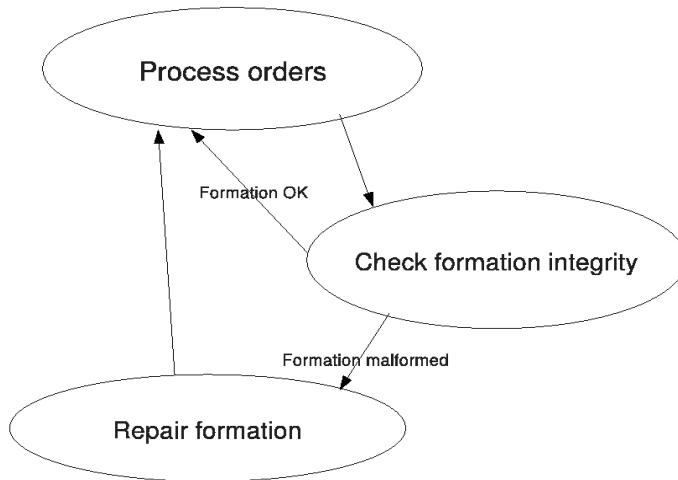 Process orders
Formation OK
Check formation integrity
Formation malformed
Repair formation